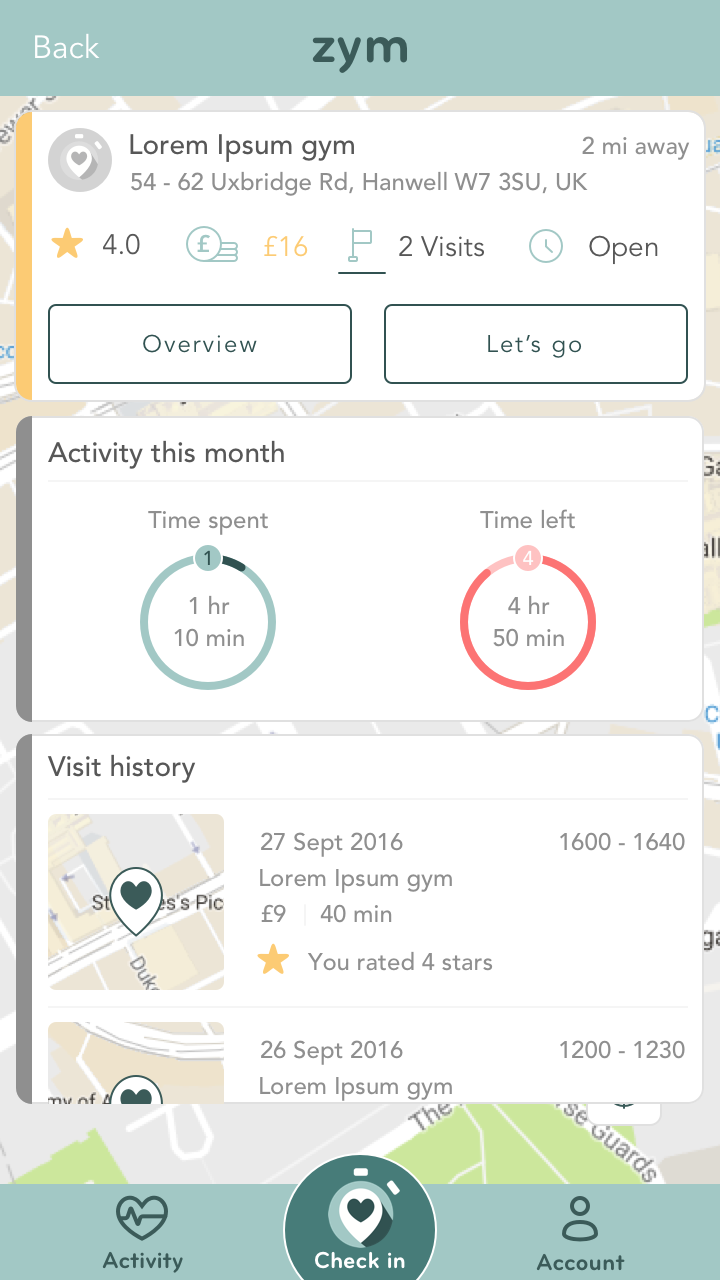 Back
zym
Lorem Ipsum gym
2 mi away
54 - 62 Uxbridge Rd, Hanwell W7 3SU, UK
4.0
£
£16
2 Visits
Open
Overview
Let’s go
Activity this month
Time spent
Time left
1
4
1 hr
10 min
4 hr
50 min
Visit history
27 Sept 2016
1600 - 1640
Lorem Ipsum gym
£9
40 min
You rated 4 stars
26 Sept 2016
1200 - 1230
Lorem Ipsum gym
The
Guards
Activity
Check in
Account